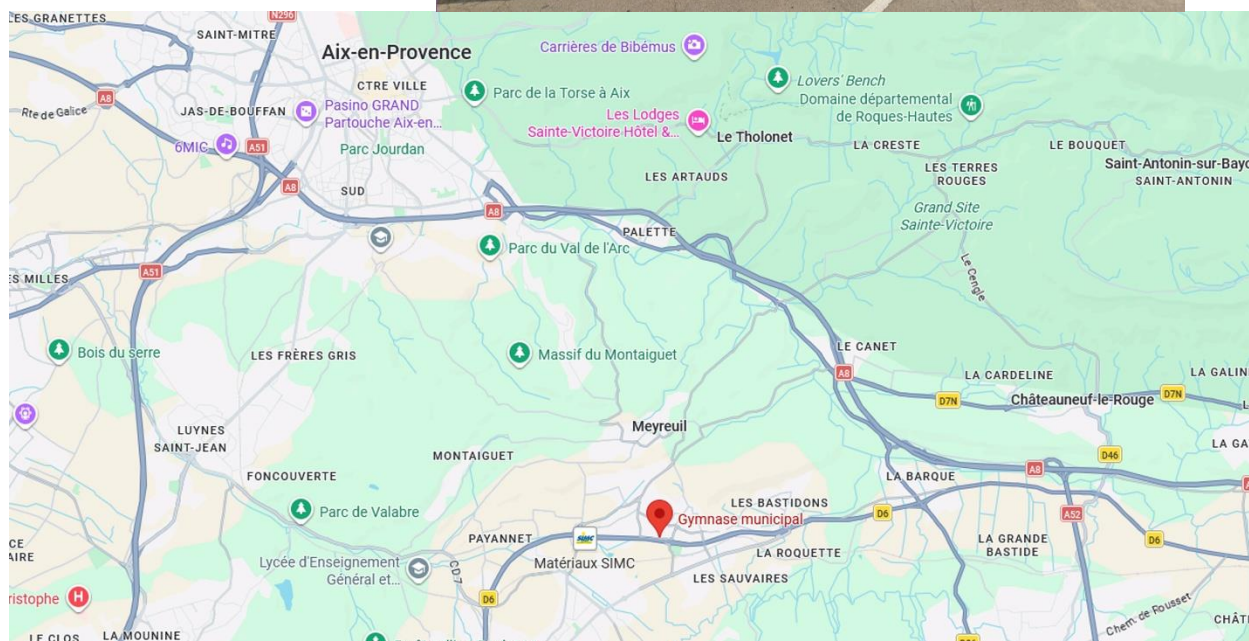 ES GRANETTES
N296
SAINT-MITRE
Aix-en-Provence
Carrières de Bibémus
CTRE VILLE
Parc de la Torse à Aix
Lovers' Bench
Domaine départemental
de Roques-Hautes
A8
Rte de Galice
JAS-DE-BOUFFAN
Pasino GRAND
Partouche Aix-en...
Les Lodges
Sainte-Victoire Hôtel &...
Le Tholonet
LA CRESTE
LE BOUQUET
6MIC
A51
Parc Jourdan
Saint-Antonin-sur-Bayo
SAINT-ANTONIN
LES TERRES
ROUGES
LES ARTAUDS
A8
SUD
A8
Grand Site
Sainte-Victoire
PALETTE
Parc du Val de l'Arc
ES MILLES
A51
Le Cengle
Bois du serre
LES FRÈRES GRIS
Massif du Montaiguet
LE CANET
A8
LA CARDELINE
LA GALIN
D7N
Châteauneuf-le-Rouge
D7N
LUYNES
SAINT-JEAN
Meyreuil
MONTAIGUET
D46
LA GA
FONCOUVERTE
LA BARQUE
A8
Parc de Valabre
LES BASTIDONS
D6
A52
Gymnase municipal
PAYANNET
SIMC
Matériaux SIMC
LA ROQUETTE
LA GRANDE
BASTIDE
D6
Lycée d'Enseignement
Général et...
CD 7
LES SAUVAIRES
D6
ristophe
H
Chem. de Rousset
LE CLOS
LA MOUNINE
CHÂT